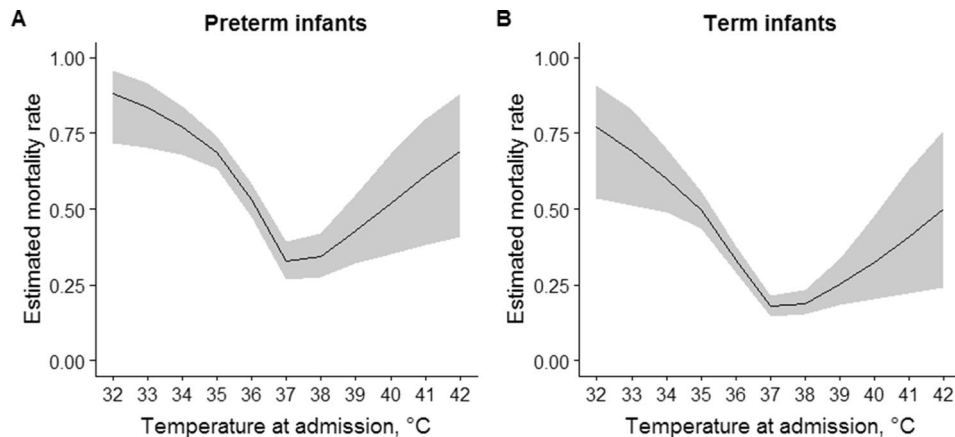 A
Preterm infants
Estimated mortality rate
1.00
0.75
0.50
0.25
0.00
32 33 34 35 36 37 38 39 40 41 42
Temperature at admission, °C
B
Term infants
Estimated mortality rate
1.00
0.75
0.50
0.25
0.00
32 33 34 35 36 37 38 39 40 41 42
Temperature at admission, °C